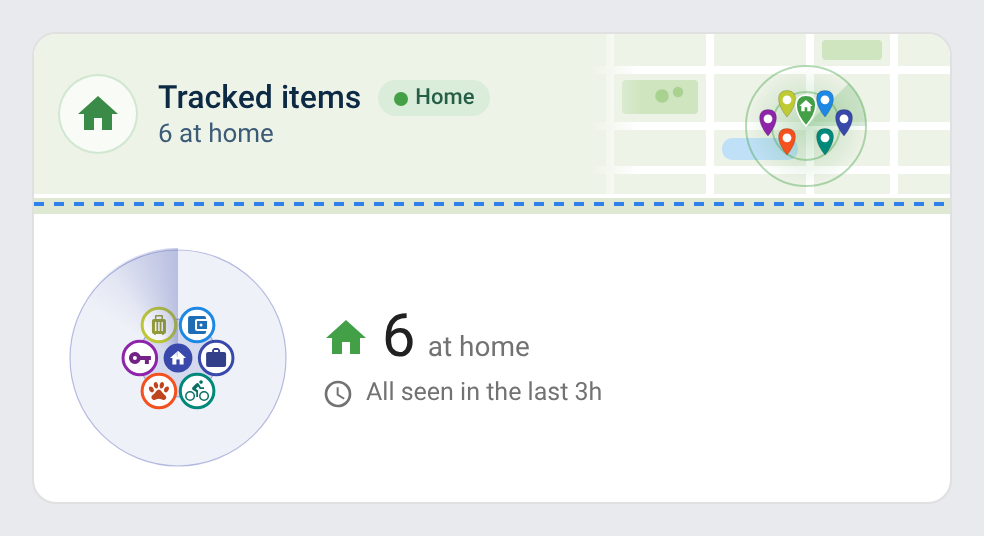 Tracked items
Home
6 at home
6 at home
All seen in the last 3h